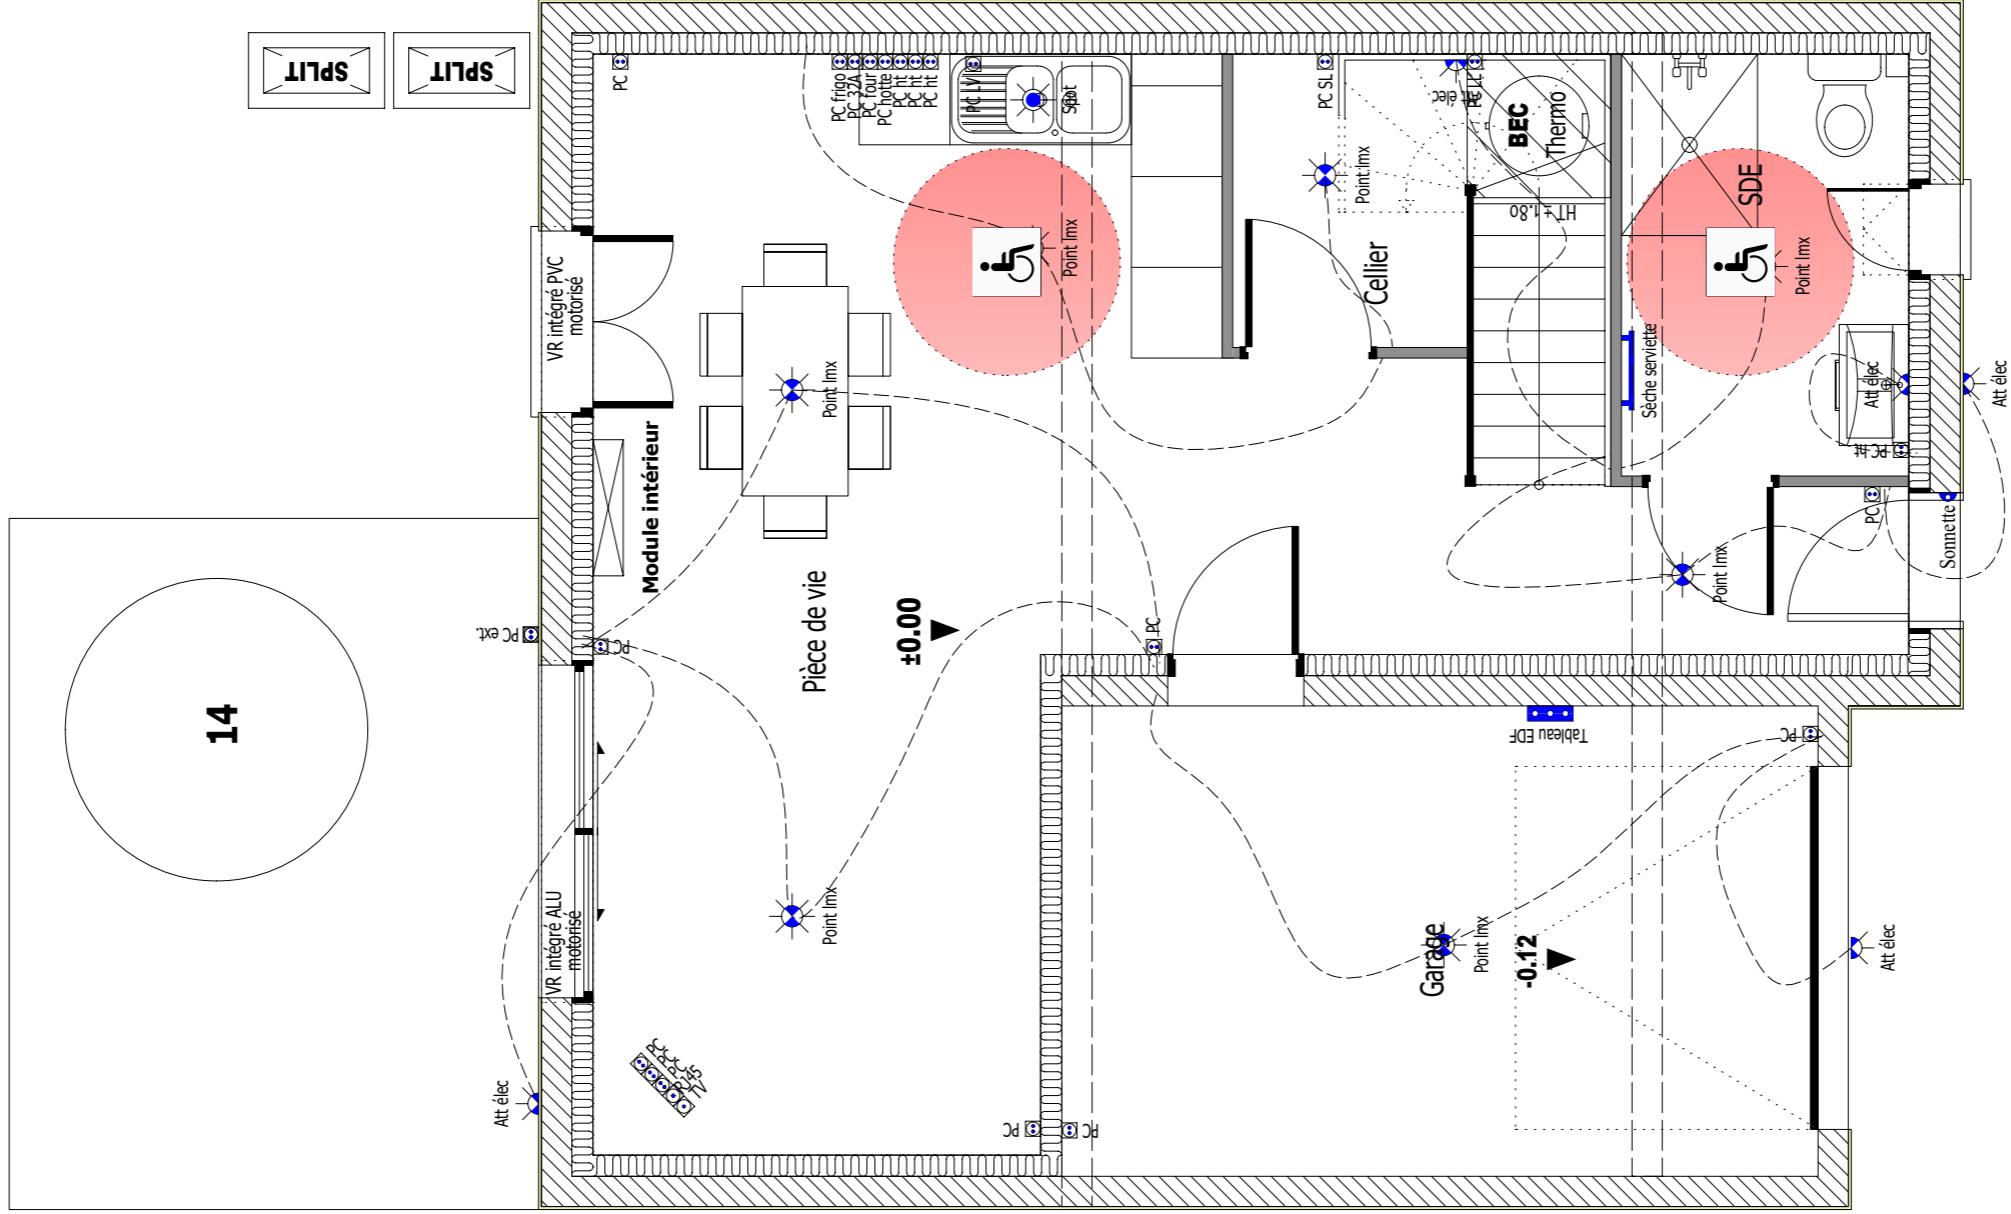 SPLIT
SPLIT
14
PC ext.
Att élec
VR intégré PVC
motorisé
VR intégré ALU
motorisé
Module intérieur
PC
PC
PC
PC
PC
RJ45
TV
Pièce de vie
±0.00
Point lmx
Point lmx
PC frigo
PC 32A
PC four
PC hotte
PC ht
PC ht
PC ht
PC LV
Spot
Point lmx
PC
PC
PC
PC SL
Point lmx
Cellier
Att élec
PC LL
BEC
Thermo
HT = 1.80
SDE
Point lmx
Sèche serviette
Att élec
PC ht
Att élec
PC
Sonnette
Point lmx
Tableau EDF
PC
Garage
Point lmx
-0.12
Att élec